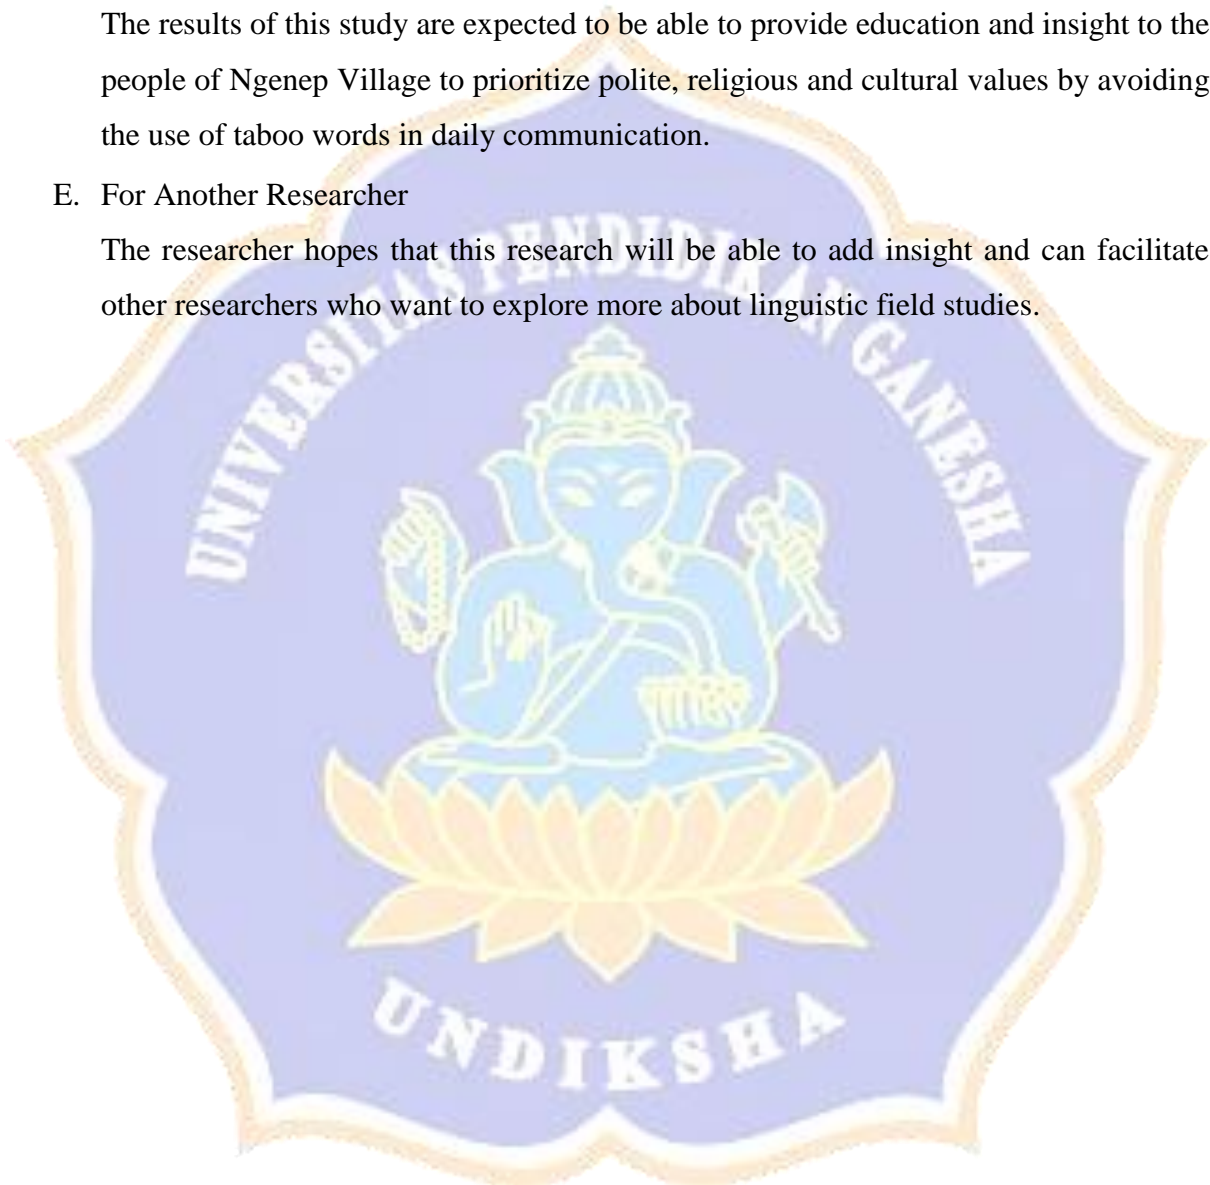 The results of this study are expected to be able to provide education and insight to the
people of Ngenep Village to prioritize polite, religious and cultural values by avoiding
the use of taboo words in daily communication.
E. For Another Researcher
The researcher hopes that this research will be able to add insight and can facilitate
other researchers who want to explore more about linguistic field studies.
UNIVERSITAS PENDIDIKAN GANESHA
UNDIKSHA